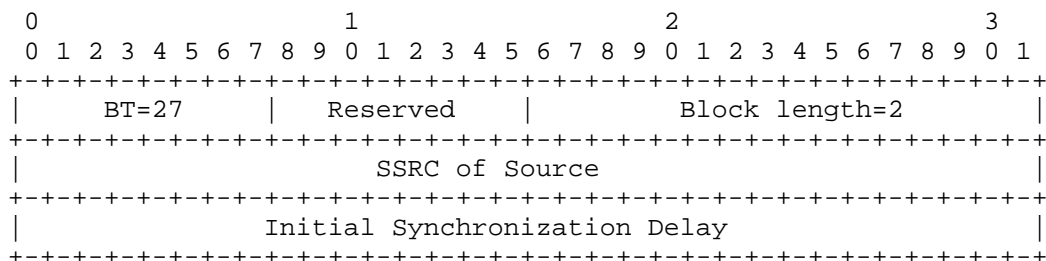 0                   1                   2                   3
 0 1 2 3 4 5 6 7 8 9 0 1 2 3 4 5 6 7 8 9 0 1 2 3 4 5 6 7 8 9 0 1
+-+-+-+-+-+-+-+-+-+-+-+-+-+-+-+-+-+-+-+-+-+-+-+-+-+-+-+-+-+-+-+-+
|     BT=27     |   Reserved    |         Block length=2        |
+-+-+-+-+-+-+-+-+-+-+-+-+-+-+-+-+-+-+-+-+-+-+-+-+-+-+-+-+-+-+-+-+
|                      SSRC of Source                           |
+-+-+-+-+-+-+-+-+-+-+-+-+-+-+-+-+-+-+-+-+-+-+-+-+-+-+-+-+-+-+-+-+
|               Initial Synchronization Delay                   |
+-+-+-+-+-+-+-+-+-+-+-+-+-+-+-+-+-+-+-+-+-+-+-+-+-+-+-+-+-+-+-+-+